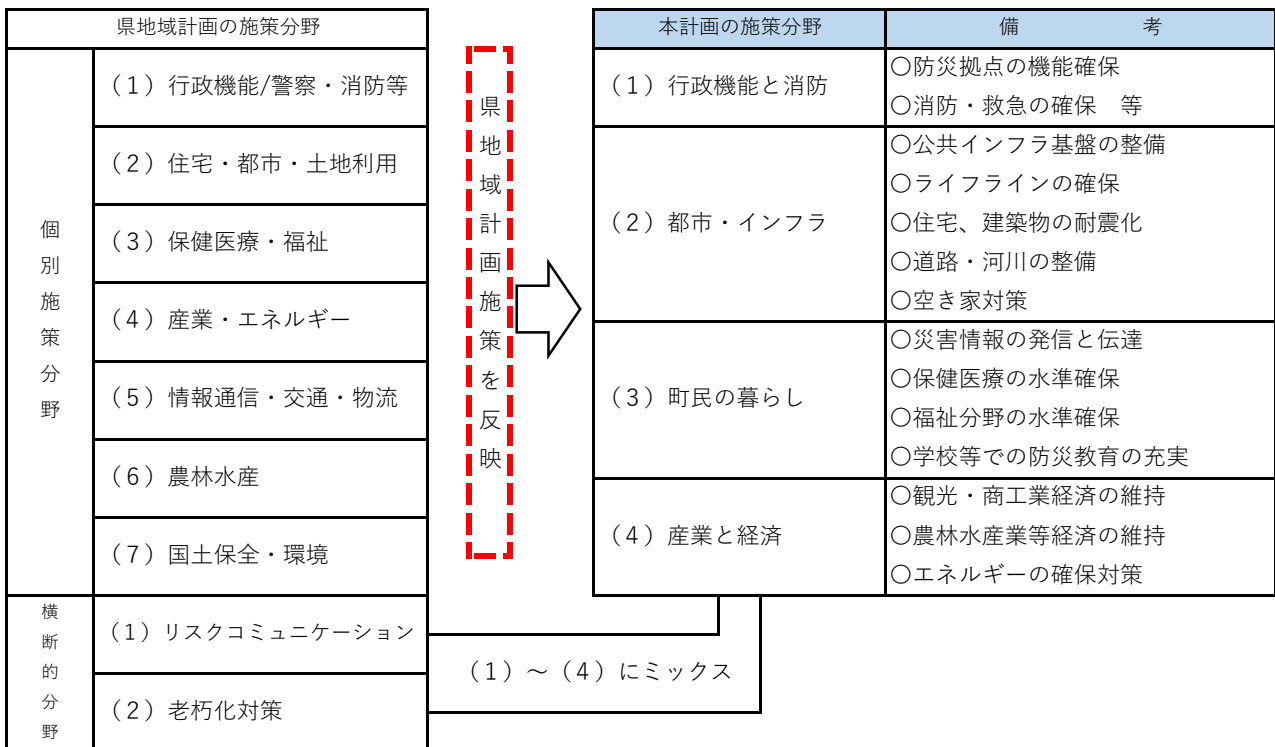 県地域計画の施策分野
個別施策分野
（１）行政機能/警察・消防等
（２）住宅・都市・土地利用
（３）保健医療・福祉
（４）産業・エネルギー
（５）情報通信・交通・物流
（６）農林水産
（７）国土保全・環境
横断的分野
（１）リスクコミュニケーション
（２）老朽化対策
県地域計画施策を反映
（１）～（４）にミックス
本計画の施策分野
備　　　　　考
（１）行政機能と消防
〇防災拠点の機能確保
〇消防・救急の確保　等
（２）都市・インフラ
〇公共インフラ基盤の整備
〇ライフラインの確保
〇住宅、建築物の耐震化
〇道路・河川の整備
〇空き家対策
（３）町民の暮らし
〇災害情報の発信と伝達
〇保健医療の水準確保
〇福祉分野の水準確保
〇学校等での防災教育の充実
（４）産業と経済
〇観光・商工業経済の維持
〇農林水産業等経済の維持
〇エネルギーの確保対策